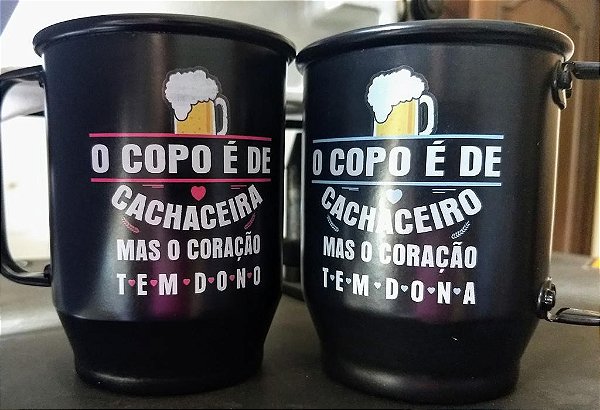 O COPO É DE
CACHACEIRA
MAS O CORAÇÃO
T♥E♥M♥D♥O♥N♥O
O COPO É DE
CACHACEIRO
MAS O CORAÇÃO
T♥E♥M♥D♥O♥N♥A